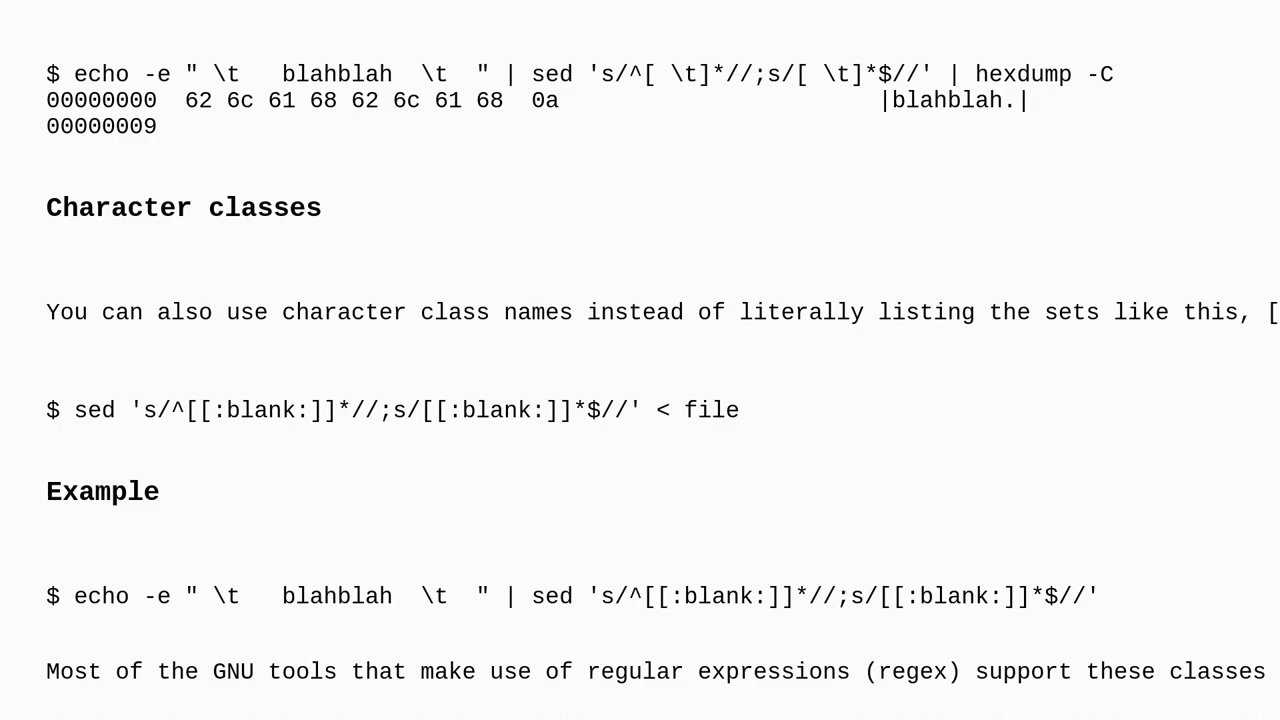 $ echo -e " \t   blahblah  \t  " | sed 's/^[ \t]*//;s/[ \t]*$//' | hexdump -C
00000000  62 6c 61 68 62 6c 61 68  0a                       |blahblah.|
00000009
Character classes
You can also use character class names instead of literally listing the sets like this, [
$ sed 's/^[[:blank:]]*//;s/[[:blank:]]*$//' < file
Example
$ echo -e " \t   blahblah  \t  " | sed 's/^[[:blank:]]*//;s/[[:blank:]]*$//'
Most of the GNU tools that make use of regular expressions (regex) support these classes